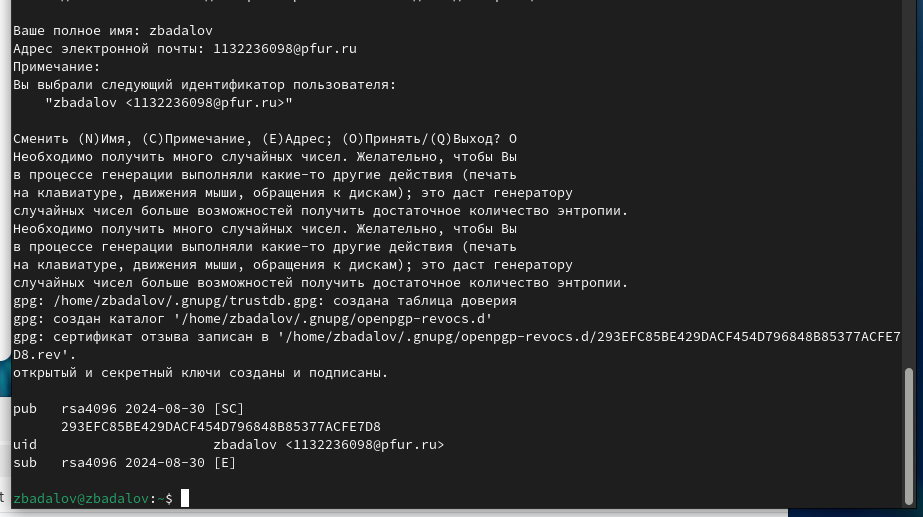 Ваше полное имя: zbadalov
Адрес электронной почты: 1132236098@pfur.ru
Примечание:
Вы выбрали следующий идентификатор пользователя:
    "zbadalov <1132236098@pfur.ru>"

Сменить (N)Имя, (C)Примечание, (E)Адрес; (O)Принять/(Q)Выход? O
Необходимо получить много случайных чисел. Желательно, чтобы Вы
в процессе генерации выполняли какие-то другие действия (печать
на клавиатуре, движения мыши, обращения к дискам); это даст генератору
случайных чисел больше возможностей получить достаточное количество энтропии.
Необходимо получить много случайных чисел. Желательно, чтобы Вы
в процессе генерации выполняли какие-то другие действия (печать
на клавиатуре, движения мыши, обращения к дискам); это даст генератору
случайных чисел больше возможностей получить достаточное количество энтропии.
gpg: /home/zbadalov/.gnupg/trustdb.gpg: создана таблица доверия
gpg: создан каталог '/home/zbadalov/.gnupg/openpgp-revocs.d'
gpg: сертификат отзыва записан в '/home/zbadalov/.gnupg/openpgp-revocs.d/293EFC85BE429DACF454D796848B85377ACFE7
D8.rev'.
открытый и секретный ключи созданы и подписаны.

pub   rsa4096 2024-08-30 [SC]
      293EFC85BE429DACF454D796848B85377ACFE7D8
uid                      zbadalov <1132236098@pfur.ru>
sub   rsa4096 2024-08-30 [E]

zbadalov@zbadalov:~$